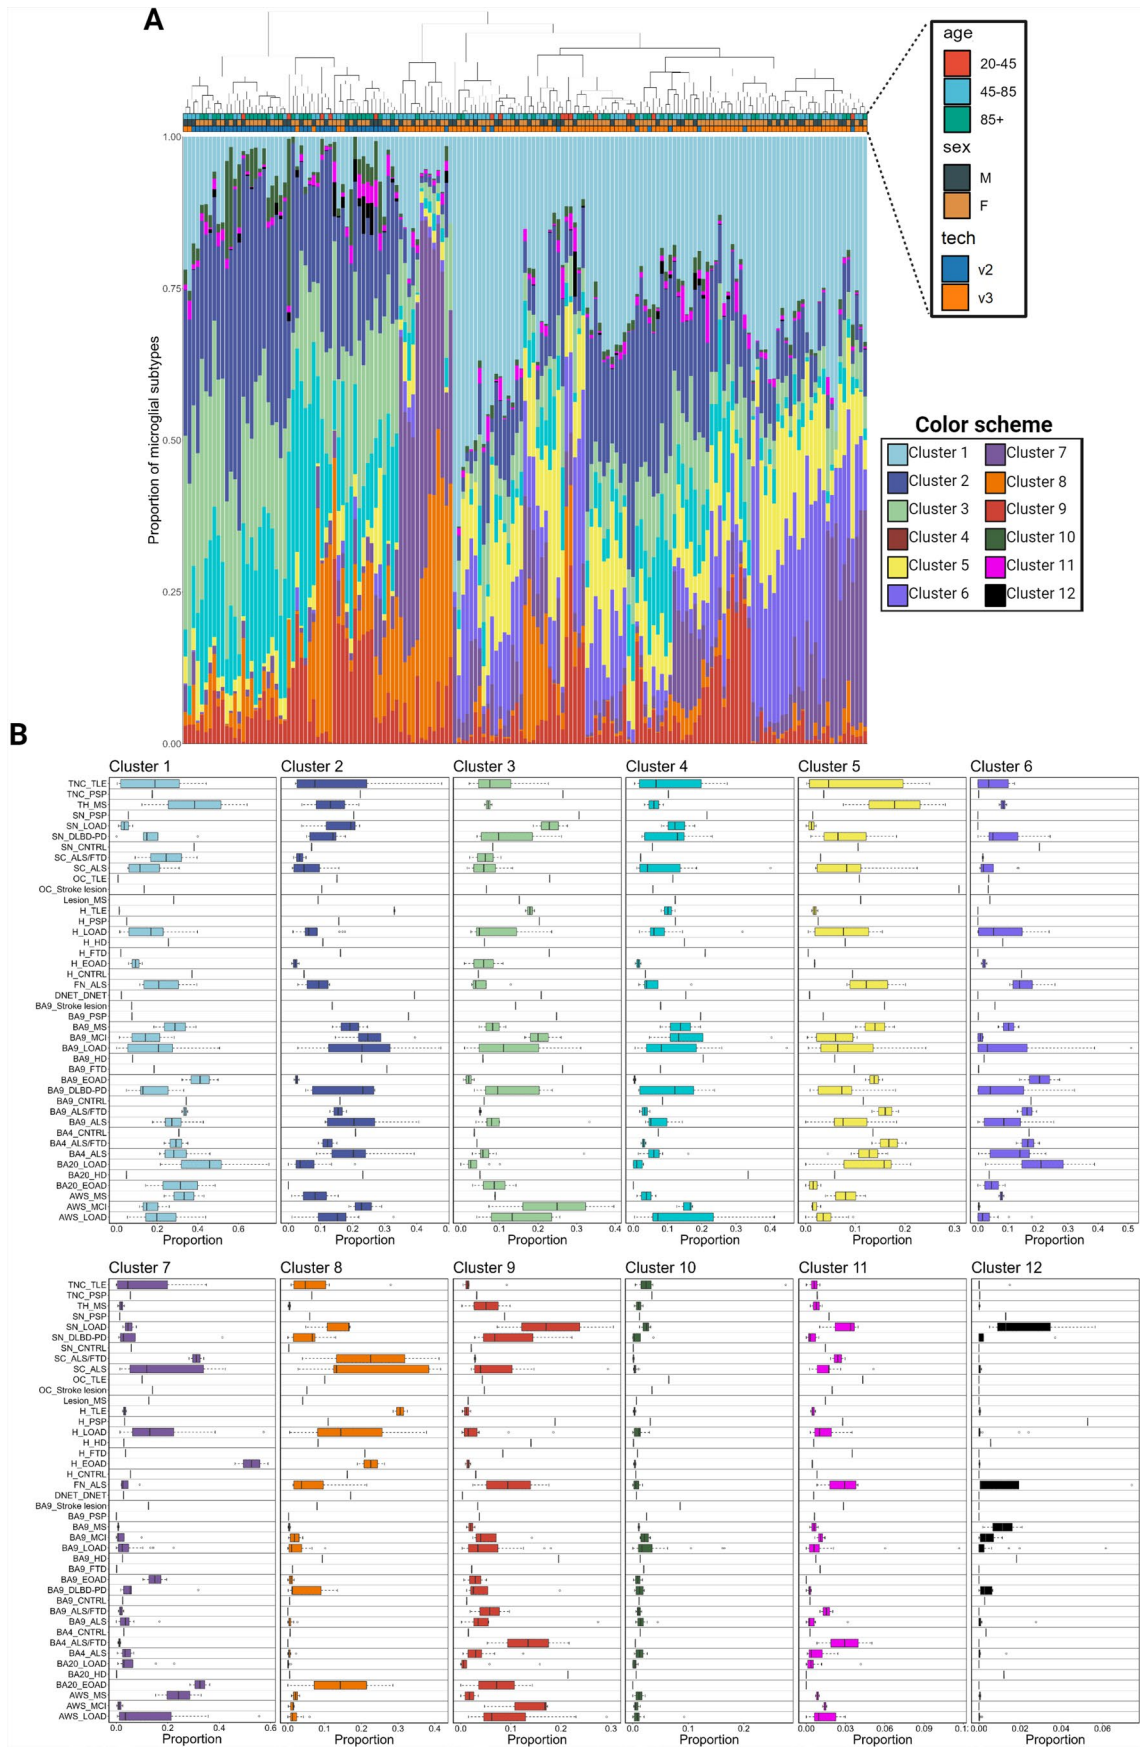 A
age
20-45
45-85
85+
sex
M
F
tech
v2
v3
1.00
0.75
0.50
0.25
0.00
Proportion of microglial subtypes
Color scheme
Cluster 1 Cluster 7
Cluster 2 Cluster 8
Cluster 3 Cluster 9
Cluster 4 Cluster 10
Cluster 5 Cluster 11
Cluster 6 Cluster 12
B
Cluster 1 Cluster 2 Cluster 3 Cluster 4 Cluster 5 Cluster 6
TNC_TLE
TNC_PSP
TH_MS
SN_PSP
SN_LOAD
SN_DLBD-PD
SN_CNTRL
SC_ALS/FTD
SC_ALS
OC_TLE
OC_Stroke lesion
Lesion_MS
H_TLE
H_PSP
H_LOAD
H_HD
H_FTD
H_EOAD
H_CNTRL
FN_ALS
DNET_DNET
BA9_Stroke lesion
BA9_PSP
BA9_MS
BA9_MCI
BA9_LOAD
BA9_HD
BA9_FTD
BA9_EOAD
BA9_DLBD-PD
BA9_CNTRL
BA9_ALS/FTD
BA9_ALS
BA4_CNTRL
BA4_ALS/FTD
BA4_ALS
BA20_LOAD
BA20_HD
BA20_EOAD
AWS_MS
AWS_MCI
AWS_LOAD
0.0 0.2 0.4 0.6 0.0 0.1 0.2 0.3 0.4 0.0 0.1 0.2 0.3 0.4 0.0 0.1 0.2 0.3 0.4 0.0 0.1 0.2 0.3 0.0 0.1 0.2 0.3 0.4 0.5
Proportion Proportion Proportion Proportion Proportion Proportion
Cluster 7 Cluster 8 Cluster 9 Cluster 10 Cluster 11 Cluster 12
TNC_TLE
TNC_PSP
TH_MS
SN_PSP
SN_LOAD
SN_DLBD-PD
SN_CNTRL
SC_ALS/FTD
SC_ALS
OC_TLE
OC_Stroke lesion
Lesion_MS
H_TLE
H_PSP
H_LOAD
H_HD
H_FTD
H_EOAD
H_CNTRL
FN_ALS
DNET_DNET
BA9_Stroke lesion
BA9_PSP
BA9_MS
BA9_MCI
BA9_LOAD
BA9_HD
BA9_FTD
BA9_EOAD
BA9_DLBD-PD
BA9_CNTRL
BA9_ALS/FTD
BA9_ALS
BA4_CNTRL
BA4_ALS/FTD
BA4_ALS
BA20_LOAD
BA20_HD
BA20_EOAD
AWS_MS
AWS_MCI
AWS_LOAD
0.0 0.2 0.4 0.6 0.0 0.1 0.2 0.3 0.4 0.0 0.1 0.2 0.3 0.0 0.1 0.2 0.00 0.03 0.06 0.09 0.00 0.02 0.04 0.06
Proportion Proportion Proportion Proportion Proportion Proportion